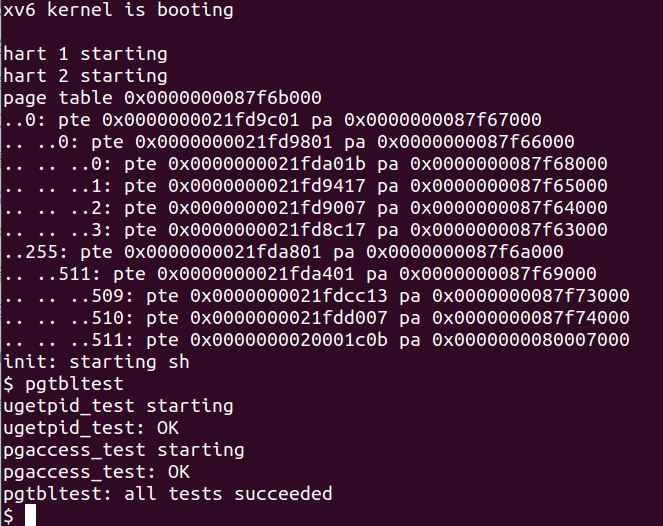 xv6 kernel is booting
hart 1 starting
hart 2 starting
page table 0x0000000087f6b000
..0: pte 0x0000000021fd9c01 pa 0x0000000087f67000
.. ..0: pte 0x0000000021fd9801 pa 0x0000000087f66000
.. .. ..0: pte 0x0000000021fda01b pa 0x0000000087f68000
.. .. ..1: pte 0x0000000021fd9417 pa 0x0000000087f65000
.. .. ..2: pte 0x0000000021fd9007 pa 0x0000000087f64000
.. .. ..3: pte 0x0000000021fd8c17 pa 0x0000000087f63000
..255: pte 0x0000000021fda801 pa 0x0000000087f6a000
.. ..511: pte 0x0000000021fda401 pa 0x0000000087f69000
.. .. ..509: pte 0x0000000021fdcc13 pa 0x0000000087f73000
.. .. ..510: pte 0x0000000021fdd007 pa 0x0000000087f74000
.. .. ..511: pte 0x0000000020001c0b pa 0x0000000080007000
init: starting sh
$ pgtbltest
ugetpid_test starting
ugetpid_test: OK
pgaccess_test starting
pgaccess_test: OK
pgtbltest: all tests succeeded
$